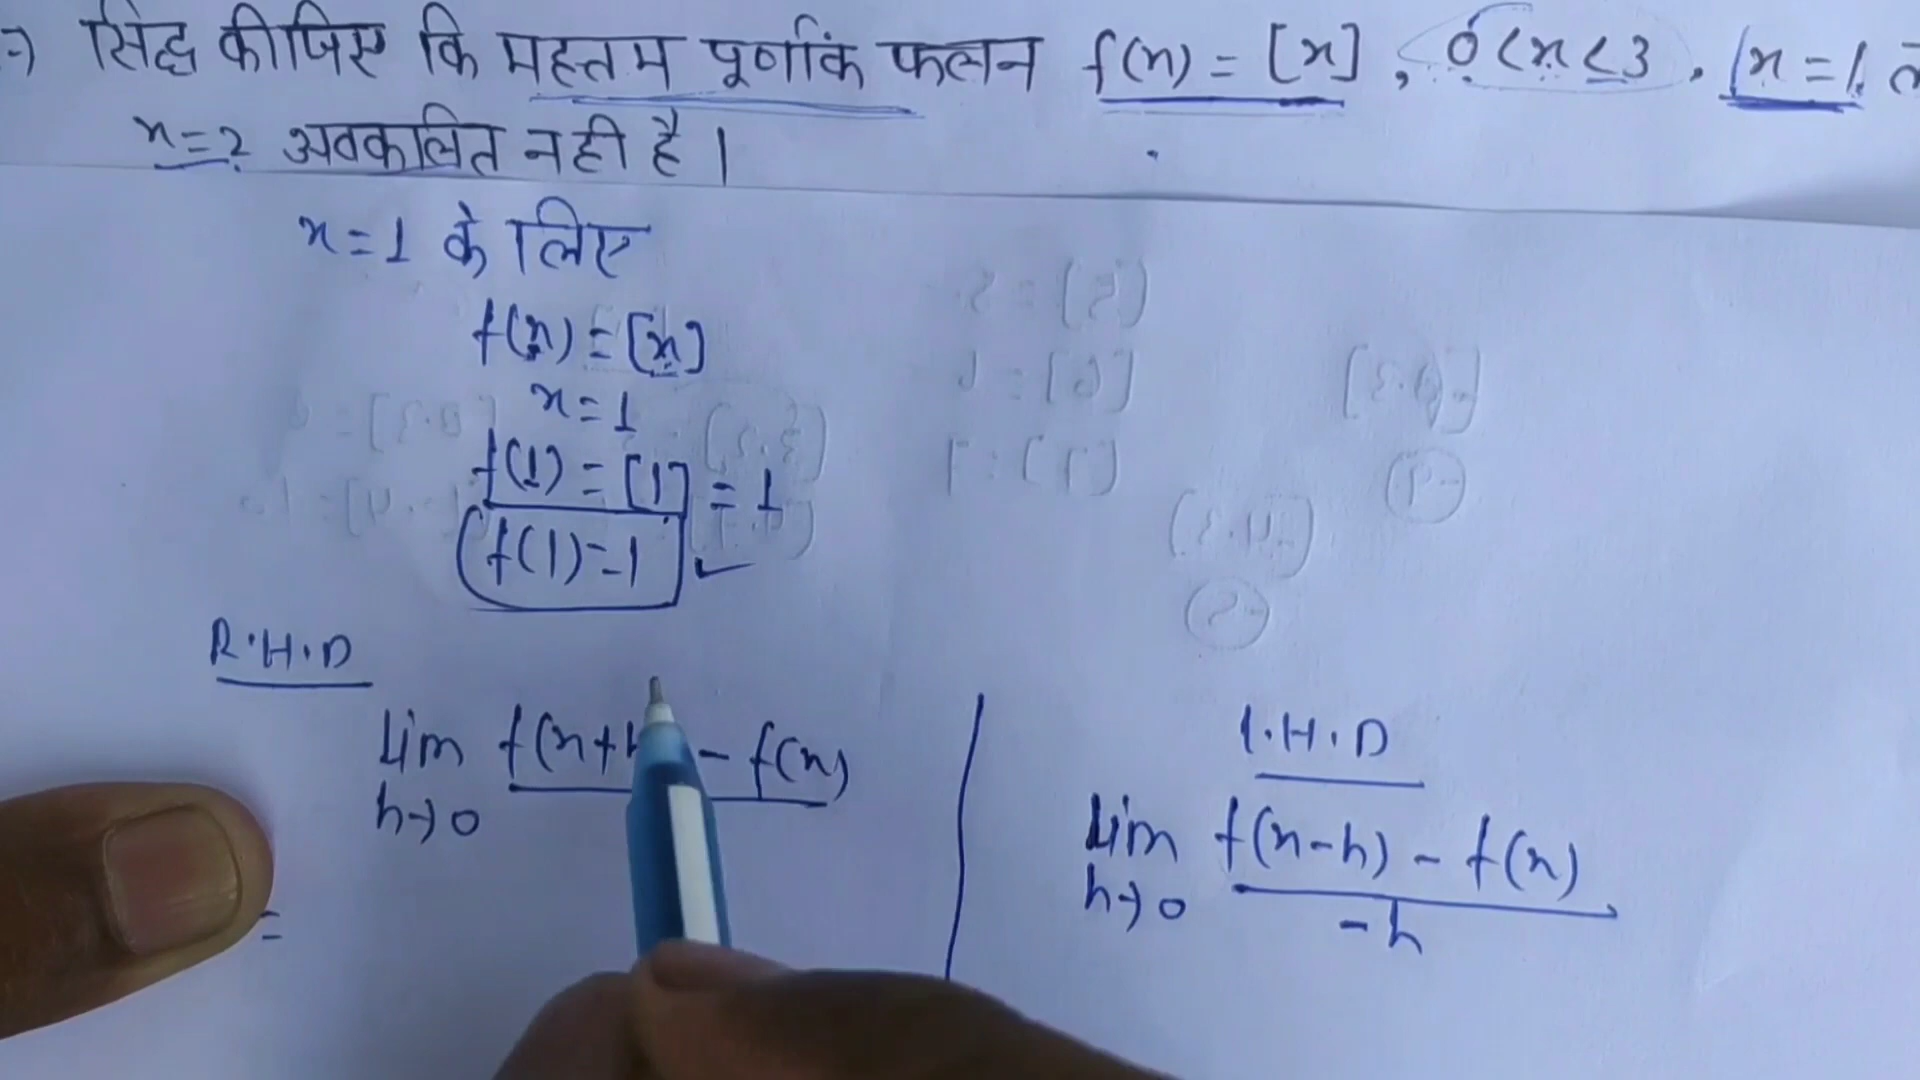 सिद्ध कीजिए कि महत्तम पूर्णांक फलन f(x) = [x], 0<x<3, x=1
x=2 अवकलित नही है।
x=1 के लिए
f(x) = [x]
x=1
f(1) = [1] = 1
f(1)=1
R.H.D
lim f(x+h) - f(x)
h→0
=
L.H.D
lim f(x-h) - f(x)
h→0 -h